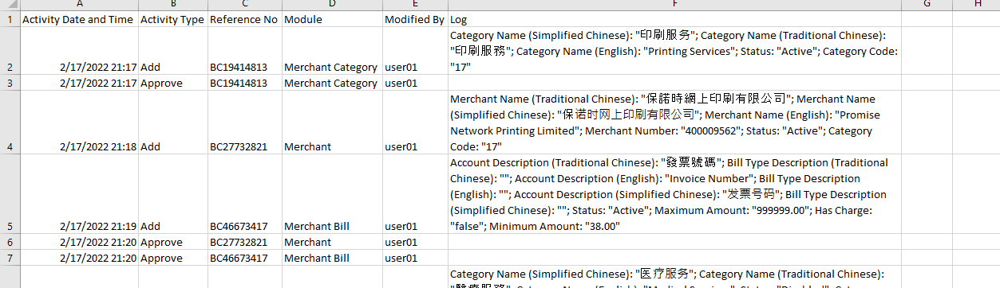 A B C D E F G H
1 Activity Date and Time Activity Type Reference No Module Modified By Log
Category Name (Simplified Chinese): "印刷服务"; Category Name (Traditional Chinese):
"印刷服務"; Category Name (English): "Printing Services"; Status: "Active"; Category Code:
2 2/17/2022 21:17 Add BC19414813 Merchant Category user01 "17"
3 2/17/2022 21:17 Approve BC19414813 Merchant Category user01
Merchant Name (Traditional Chinese): "保諾時網上印刷有限公司"; Merchant Name
(Simplified Chinese): "保诺时网上印刷有限公司"; Merchant Name (English): "Promise
Network Printing Limited"; Merchant Number: "400009562"; Status: "Active"; Category
4 2/17/2022 21:18 Add BC27732821 Merchant user01 Code: "17"
Account Description (Traditional Chinese): "發票號碼"; Bill Type Description (Traditional
Chinese): ""; Account Description (English): "Invoice Number"; Bill Type Description
(English): ""; Account Description (Simplified Chinese): "发票号码"; Bill Type Description
(Simplified Chinese): ""; Status: "Active"; Maximum Amount: "999999.00"; Has Charge:
5 2/17/2022 21:19 Add BC46673417 Merchant Bill user01 "false"; Minimum Amount: "38.00"
6 2/17/2022 21:20 Approve BC27732821 Merchant user01
7 2/17/2022 21:20 Approve BC46673417 Merchant Bill user01
Category Name (Simplified Chinese): "医疗服务"; Category Name (Traditional Chinese):